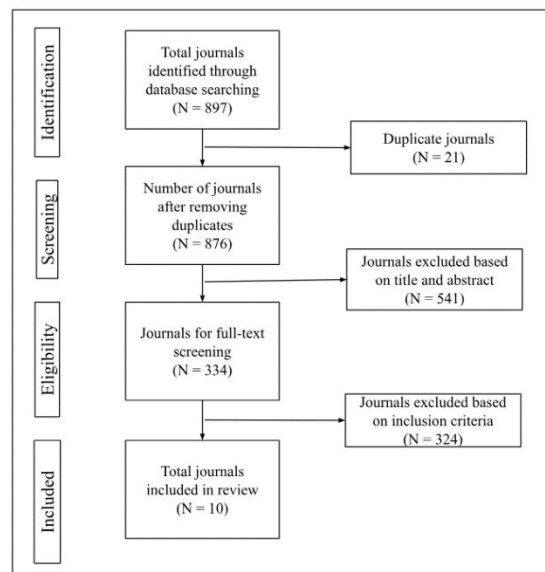 Identification
Total journals
identified through
database searching
(N = 897)
Duplicate journals
(N = 21)
Screening
Number of journals
after removing
duplicates
(N = 876)
Journals excluded based
on title and abstract
(N = 541)
Eligibility
Journals for full-text
screening
(N = 334)
Journals excluded based
on inclusion criteria
(N = 324)
Included
Total journals
included in review
(N = 10)